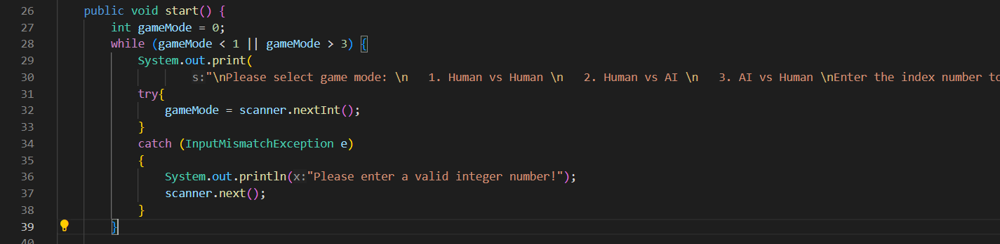 26 public void start() {
27 int gameMode = 0;
28 while (gameMode < 1 || gameMode > 3) {
29 System.out.print(
30 s:"\nPlease select game mode: \n   1. Human vs Human \n   2. Human vs AI \n   3. AI vs Human \nEnter the index number to
31 try{
32 gameMode = scanner.nextInt();
33 }
34 catch (InputMismatchException e)
35 {
36 System.out.println(x:"Please enter a valid integer number!");
37 scanner.next();
38 }
39 }
40